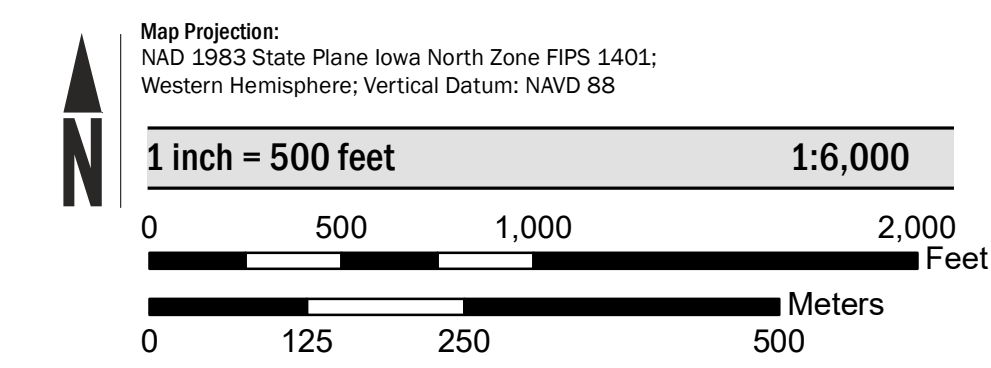 Map Projection:
NAD 1983 State Plane Iowa North Zone FIPS 1401;
Western Hemisphere; Vertical Datum: NAVD 88
N
1 inch = 500 feet 1:6,000
0 500 1,000 2,000
Feet
Meters
0 125 250 500